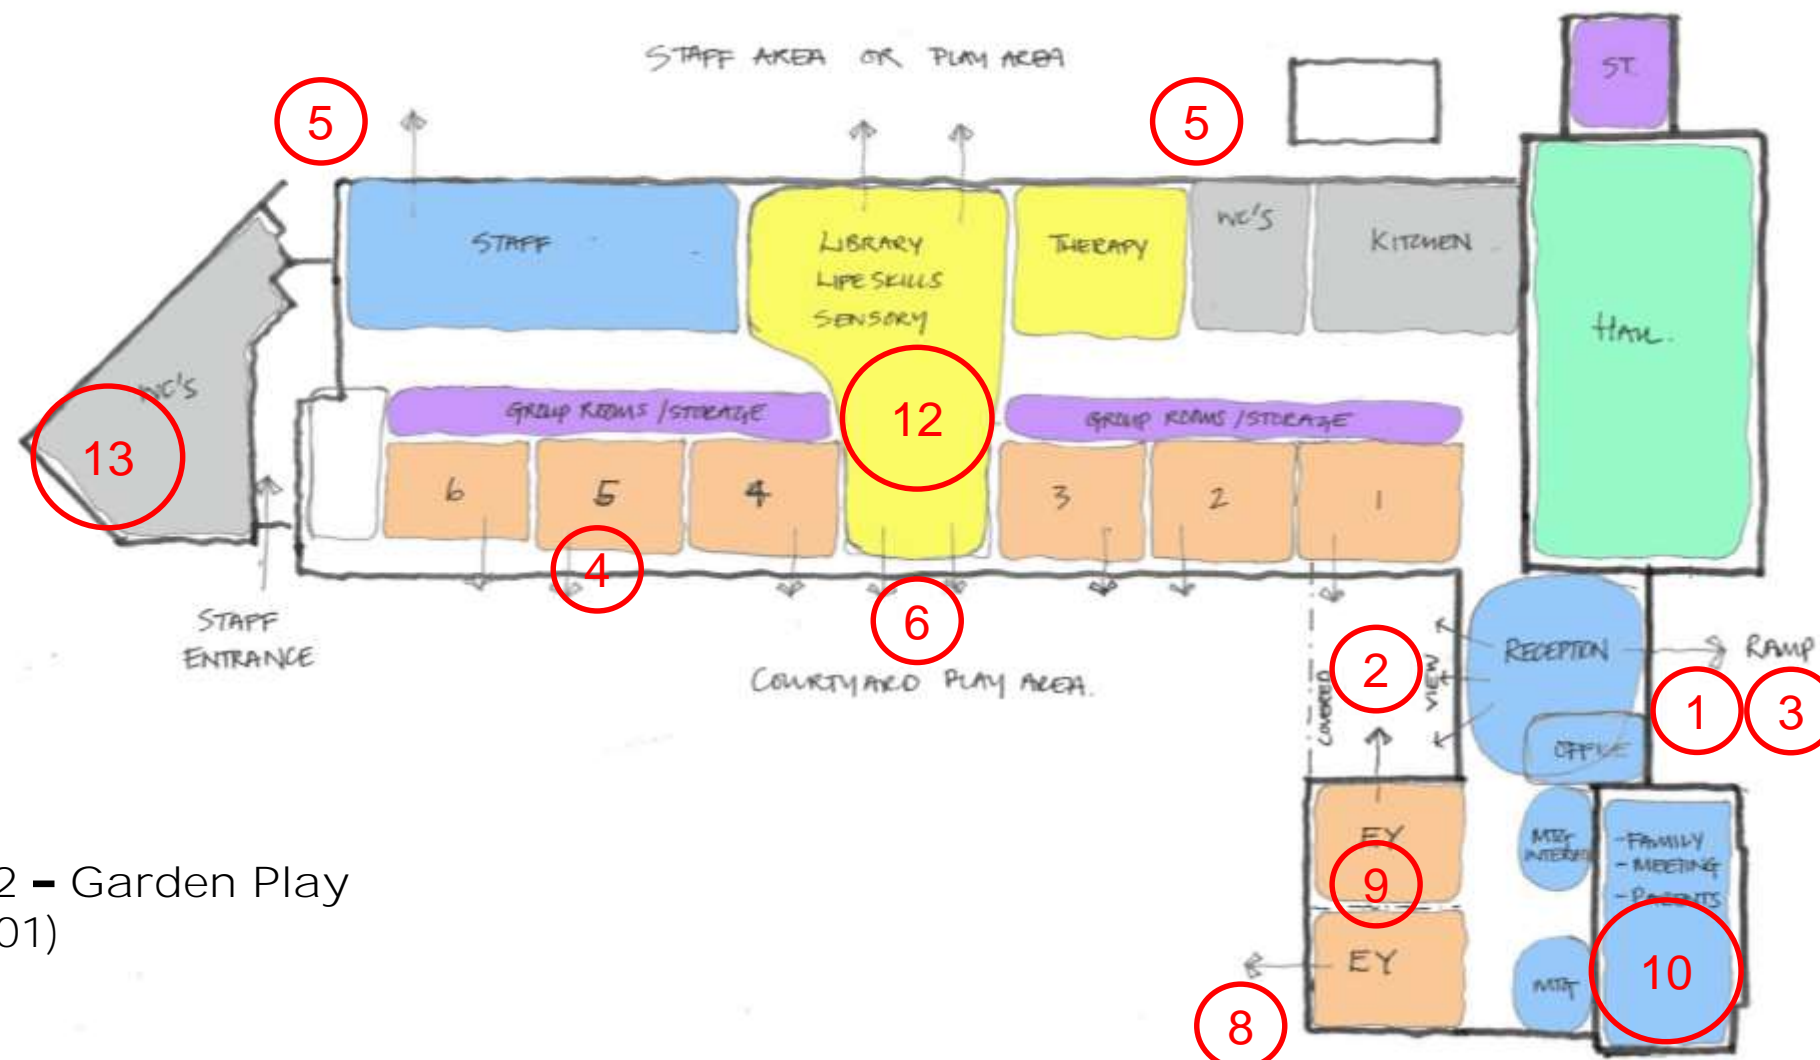 STAFF AREA OR PLAY AREA
ST.
5
5
STAFF
LIBRARY
LIFESKILLS
SENSORY
THERAPY
WC'S
KITCHEN
HALL.
WC'S
13
GROUP ROOMS / STORAGE
12
GROUP ROOMS / STORAGE
6
5
4
3
2
1
4
6
STAFF
ENTRANCE
COURTYARD PLAY AREA.
COVERED
2
VIEW
RECEPTION
RAMP
1
3
OFFICE
EY
9
EY
8
MTG
MTG
- FAMILY
- MEETING
- PARENTS
10
2 – Garden Play
01)